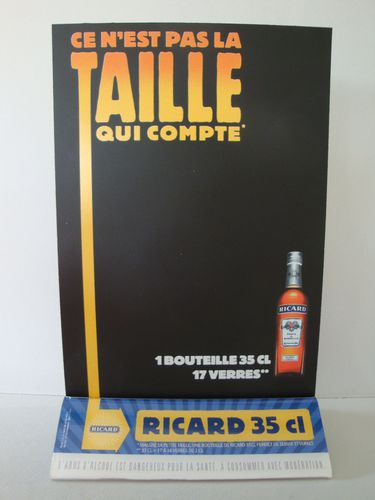 CE N'EST PAS LA
TAILLE
QUI COMPTE*
RICARD
1 BOUTEILLE 35 CL
17 VERRES**
RICARD 35 cl
L'ABUS D'ALCOOL EST DANGEREUX POUR LA SANTÉ, À CONSOMMER AVEC MODÉRATION.